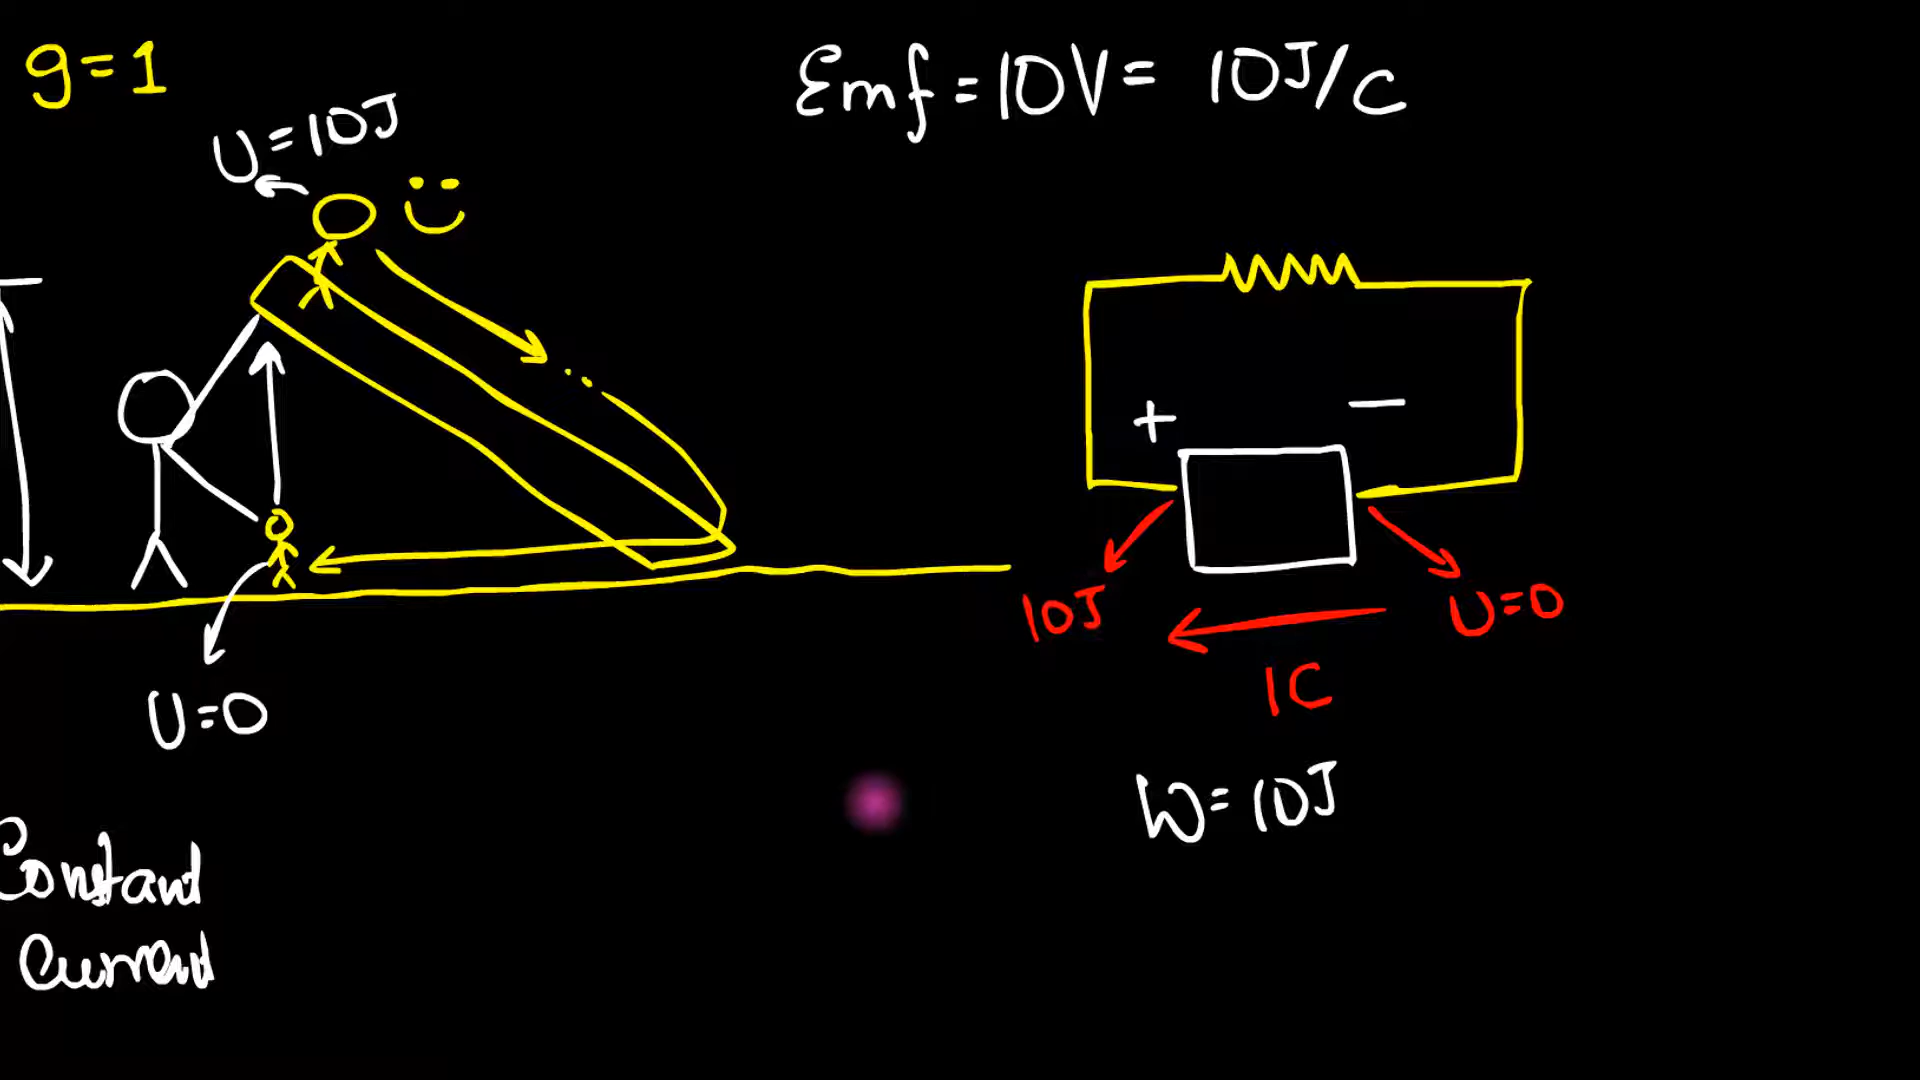 g=1
U=10J
Emf=10V=10J/C
+ −
10J
U=0
1C
U=0
W=10J
Constant
Current